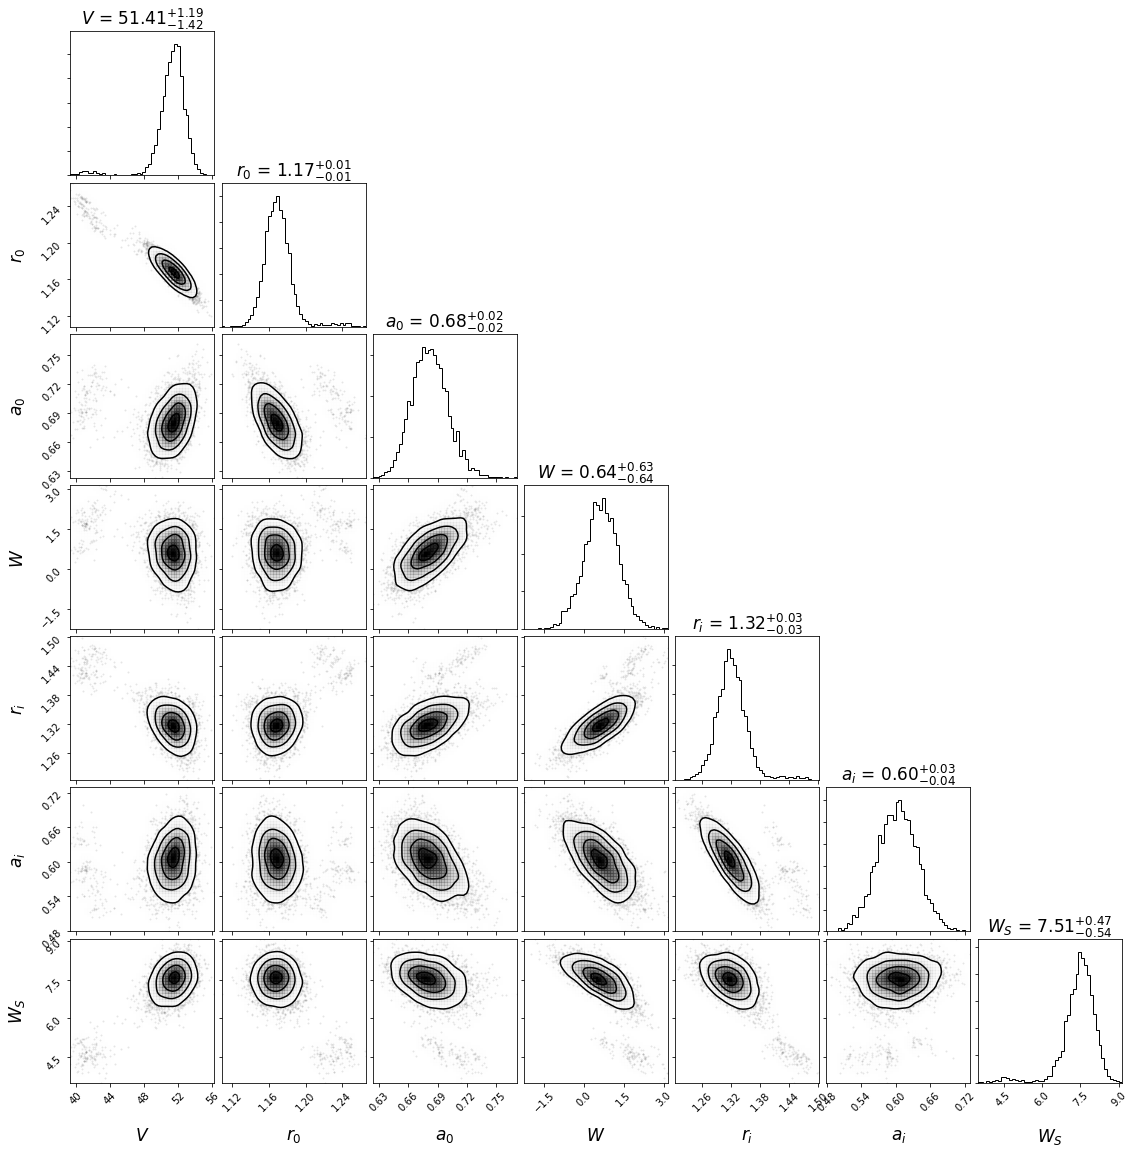 V = 51.41^{+1.19}_{-1.42}
r_0 = 1.17^{+0.01}_{-0.01}
r_0
1.24
1.20
1.16
1.12
a_0 = 0.68^{+0.02}_{-0.02}
a_0
0.75
0.72
0.69
0.66
0.63
W = 0.64^{+0.63}_{-0.64}
W
3.0
1.5
0.0
−1.5
r_i = 1.32^{+0.03}_{-0.03}
r_i
1.50
1.44
1.38
1.32
1.26
a_i = 0.60^{+0.03}_{-0.04}
a_i
0.72
0.66
0.60
0.54
0.48
W_S = 7.51^{+0.47}_{-0.54}
W_S
9.0
7.5
6.0
4.5
40 44 48 52 56
1.12 1.16 1.20 1.24
0.63 0.66 0.69 0.72 0.75
−1.5 0.0 1.5 3.0
1.26 1.32 1.38 1.44 1.50
0.48 0.54 0.60 0.66 0.72
4.5 6.0 7.5 9.0
V r_0 a_0 W r_i a_i W_S